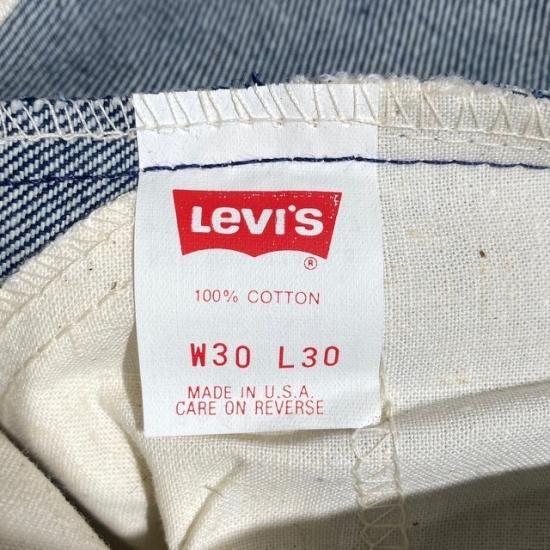 Levi's
®
100% COTTON
W30 L30
MADE IN U.S.A.
CARE ON REVERSE